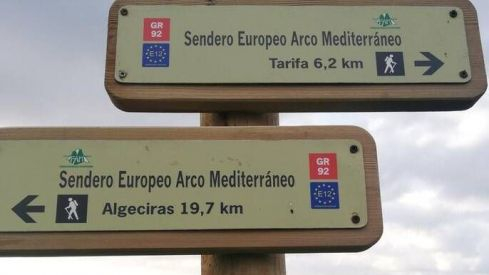 GR
92
E12
Sendero Europeo Arco Mediterráneo
Tarifa 6,2 km
Sendero Europeo Arco Mediterráneo
Algeciras 19,7 km
GR
92
E12